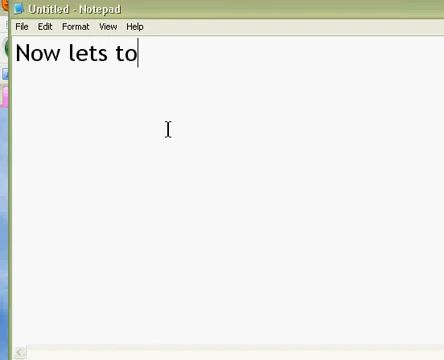 Untitled - Notepad
File Edit Format View Help
Now lets to